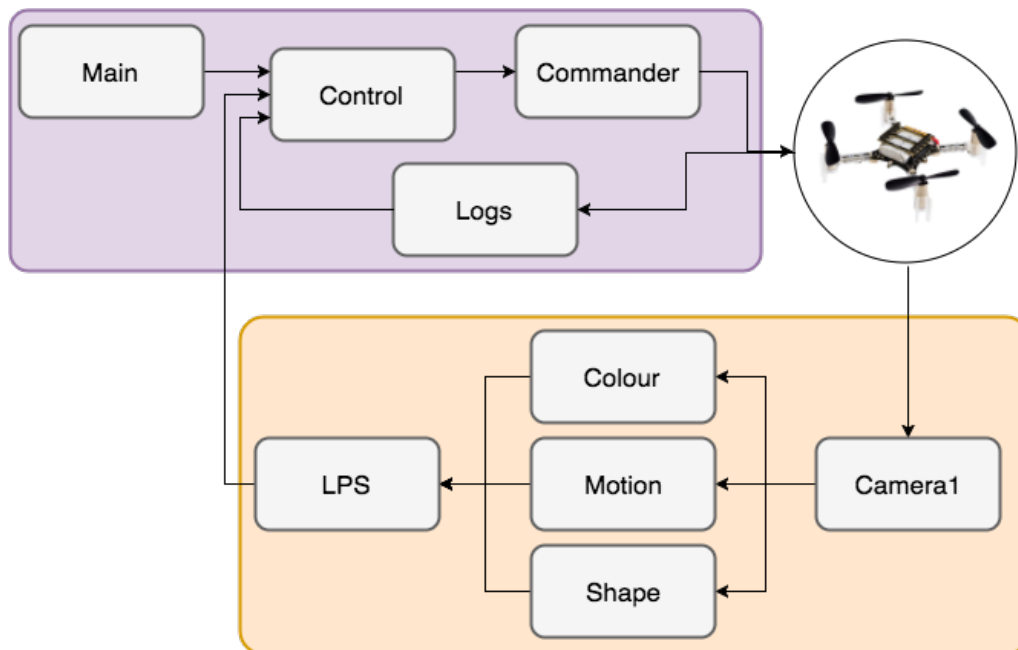 Main
Control
Commander
Logs
Colour
LPS
Motion
Camera1
Shape